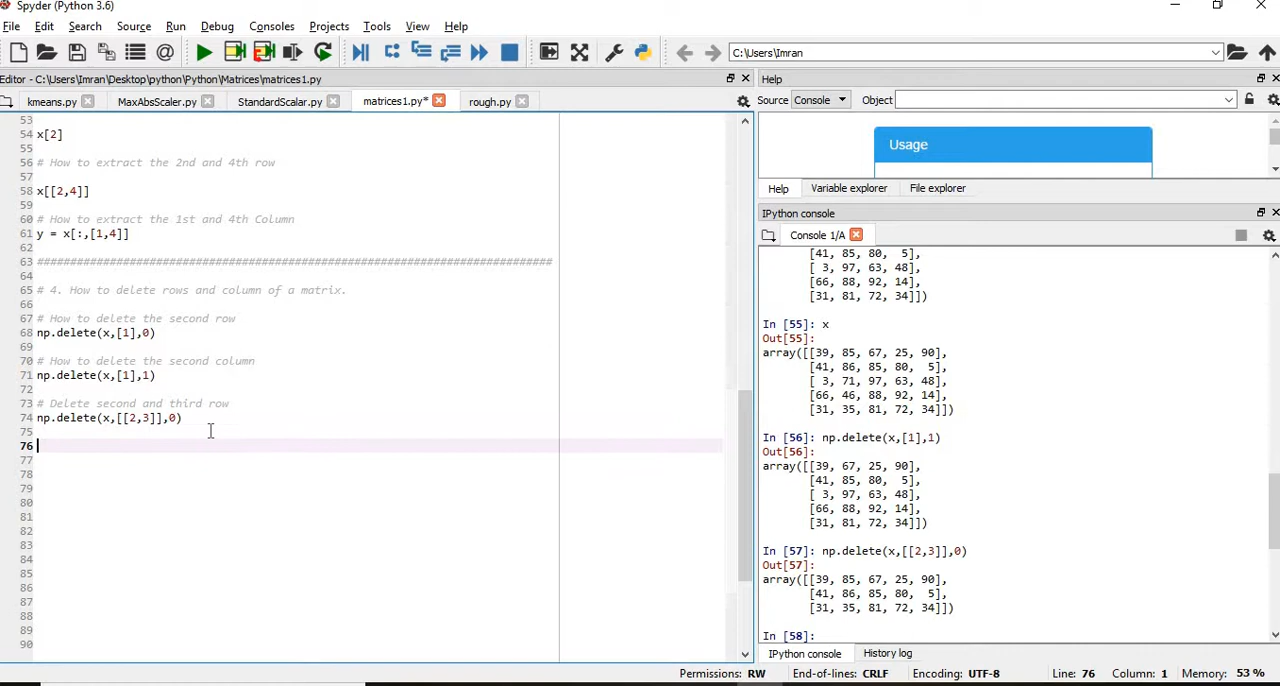 Spyder (Python 3.6)
File Edit Search Source Run Debug Consoles Projects Tools View Help
C:\Users\Imran
Editor - C:\Users\Imran\Desktop\python\Python\Matrices\matrices1.py
kmeans.py MaxAbsScaler.py StandardScalar.py matrices1.py* rough.py
53
54 x[2]
55
56 # How to extract the 2nd and 4th row
57
58 x[[2,4]]
59
60 # How to extract the 1st and 4th Column
61 y = x[:,[1,4]]
62
63 ##############################################################################
64
65 # 4. How to delete rows and column of a matrix.
66
67 # How to delete the second row
68 np.delete(x,[1],0)
69
70 # How to delete the second column
71 np.delete(x,[1],1)
72
73 # Delete second and third row
74 np.delete(x,[[2,3]],0)
75
76
77
78
79
80
81
82
83
84
85
86
87
88
89
90
Help
Source Console Object
Usage
Help Variable explorer File explorer
IPython console
Console 1/A
[41, 85, 80, 5],
[ 3, 97, 63, 48],
[66, 88, 92, 14],
[31, 81, 72, 34]])
In [55]: x
Out[55]:
array([[39, 85, 67, 25, 90],
[41, 86, 85, 80, 5],
[ 3, 71, 97, 63, 48],
[66, 46, 88, 92, 14],
[31, 35, 81, 72, 34]])
In [56]: np.delete(x,[1],1)
Out[56]:
array([[39, 67, 25, 90],
[41, 85, 80, 5],
[ 3, 97, 63, 48],
[66, 88, 92, 14],
[31, 81, 72, 34]])
In [57]: np.delete(x,[[2,3]],0)
Out[57]:
array([[39, 85, 67, 25, 90],
[41, 86, 85, 80, 5],
[31, 35, 81, 72, 34]])
In [58]:
IPython console History log
Permissions: RW End-of-lines: CRLF Encoding: UTF-8 Line: 76 Column: 1 Memory: 53 %